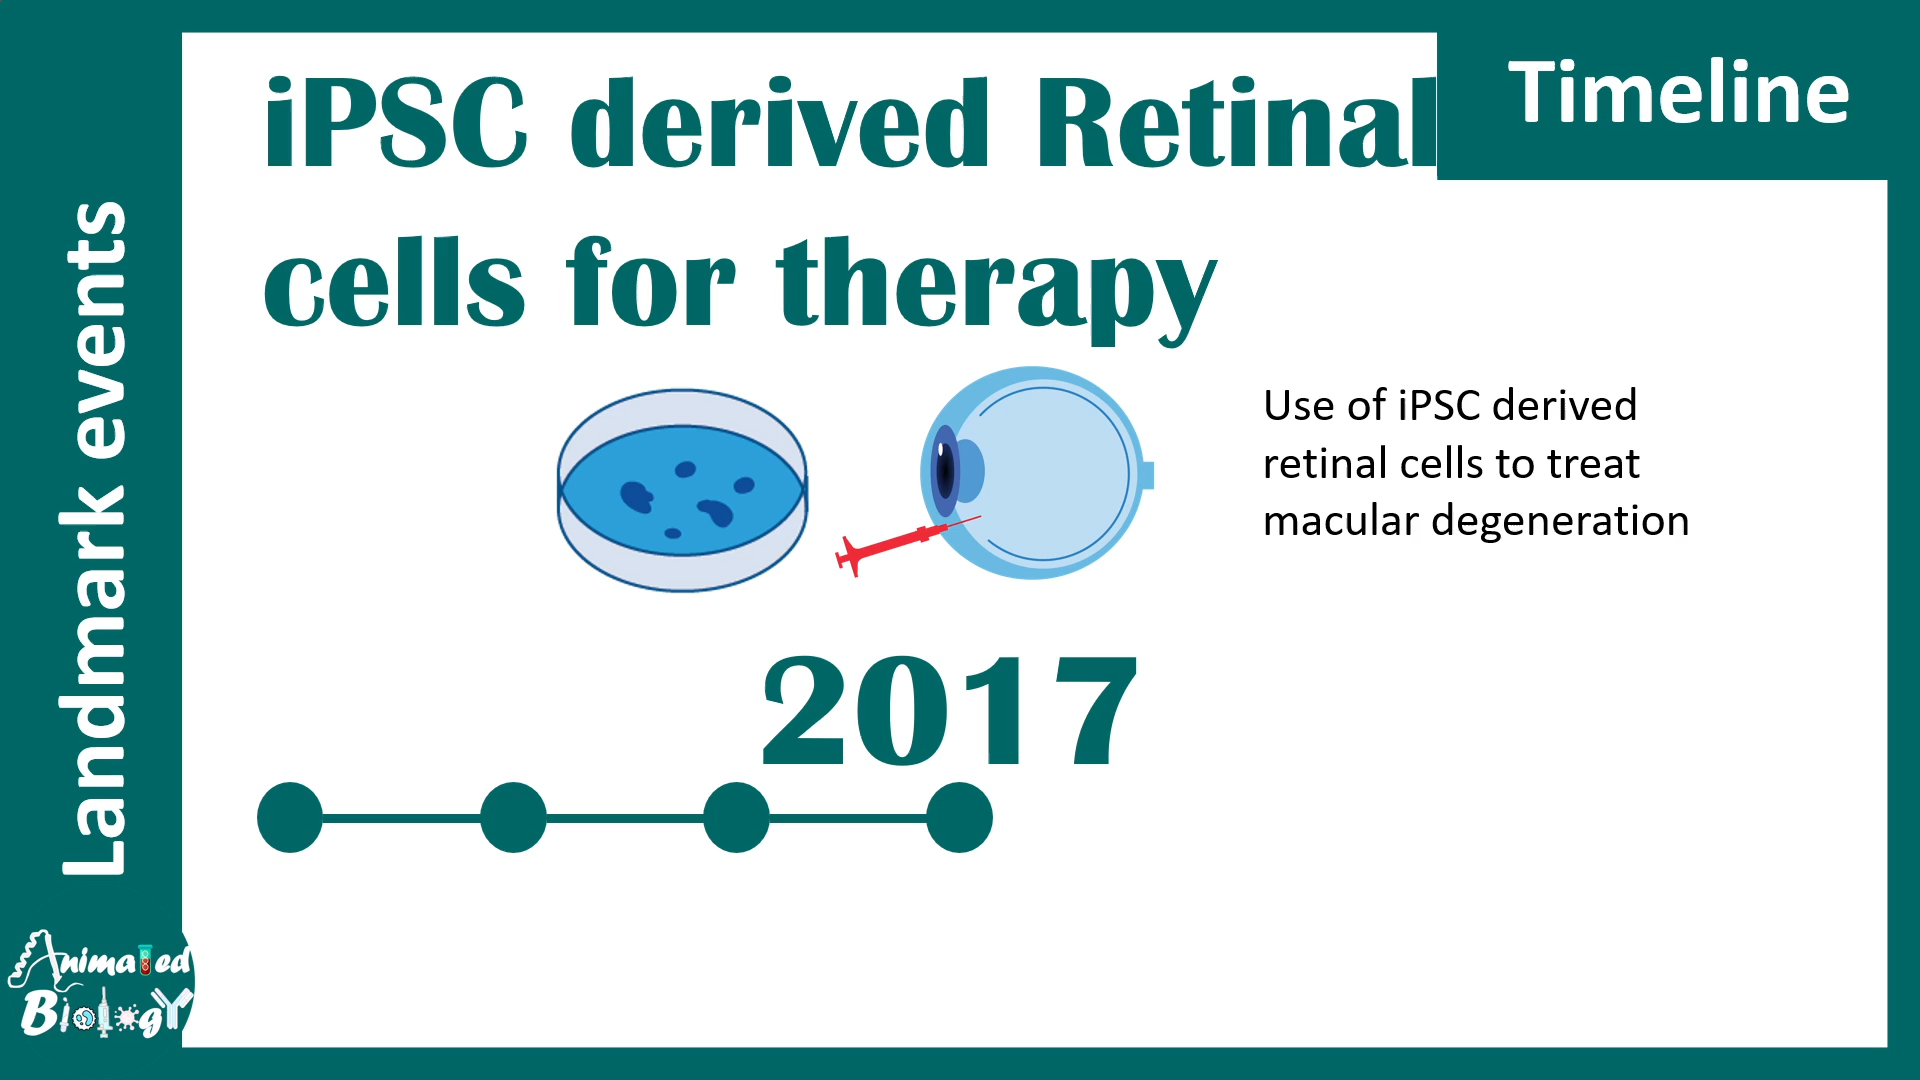 iPSC derived Retinal
cells for therapy
Timeline
Landmark events
Use of iPSC derived
retinal cells to treat
macular degeneration
2017
Animated
Biology